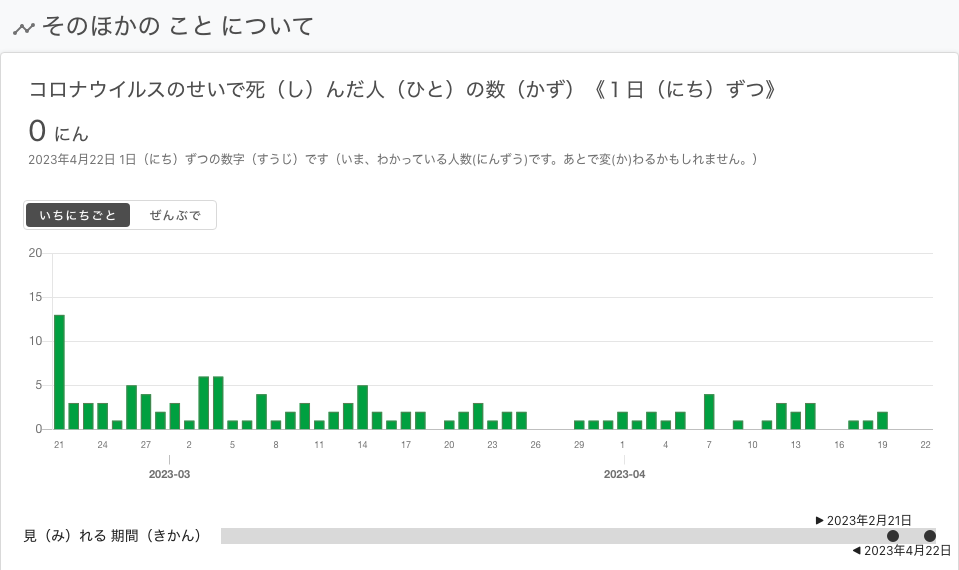 そのほかの こと について
コロナウイルスのせいで死（し）んだ人（ひと）の数（かず）《１日（にち）ずつ》
0 にん
2023年4月22日 1日（にち）ずつの数字（すうじ）です（いま、わかっている人数(にんずう)です。あとで変(か)わるかもしれません。）
いちにちごと ぜんぶで
20
15
10
5
0
21 24 27 2 5 8 11 14 17 20 23 26 29 1 4 7 10 13 16 19 22
2023-03 2023-04
▶ 2023年2月21日
見（み）れる 期間（きかん）
◀ 2023年4月22日